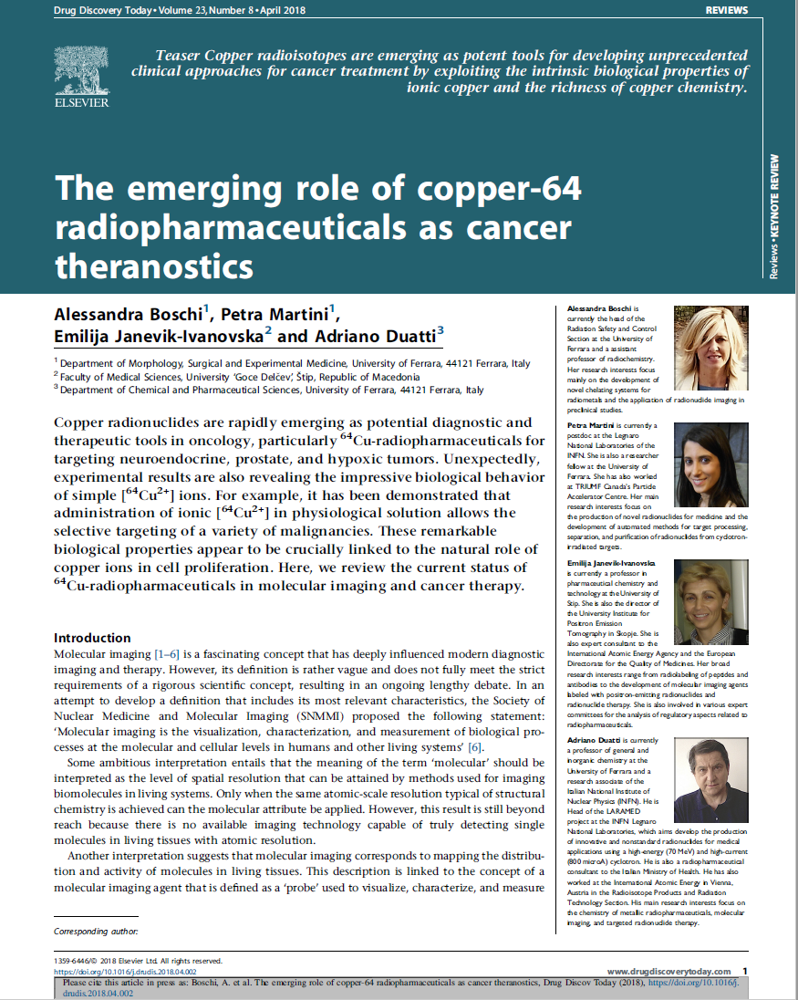 Drug Discovery Today • Volume 23, Number 8 • April 2018
REVIEWS
Teaser Copper radioisotopes are emerging as potent tools for developing unprecedented
clinical approaches for cancer treatment by exploiting the intrinsic biological properties of
ionic copper and the richness of copper chemistry.
ELSEVIER
Reviews • KEYNOTE REVIEW
The emerging role of copper-64
radiopharmaceuticals as cancer
theranostics
Alessandra Boschi¹, Petra Martini¹,
Emilija Janevik-Ivanovska² and Adriano Duatti³
¹ Department of Morphology, Surgical and Experimental Medicine, University of Ferrara, 44121 Ferrara, Italy
² Faculty of Medical Sciences, University ‘Goce Delčev’, Štip, Republic of Macedonia
³ Department of Chemical and Pharmaceutical Sciences, University of Ferrara, 44121 Ferrara, Italy
Copper radionuclides are rapidly emerging as potential diagnostic and
therapeutic tools in oncology, particularly ⁶⁴Cu-radiopharmaceuticals for
targeting neuroendocrine, prostate, and hypoxic tumors. Unexpectedly,
experimental results are also revealing the impressive biological behavior
of simple [⁶⁴Cu²⁺] ions. For example, it has been demonstrated that
administration of ionic [⁶⁴Cu²⁺] in physiological solution allows the
selective targeting of a variety of malignancies. These remarkable
biological properties appear to be crucially linked to the natural role of
copper ions in cell proliferation. Here, we review the current status of
⁶⁴Cu-radiopharmaceuticals in molecular imaging and cancer therapy.
Introduction
Molecular imaging [1–6] is a fascinating concept that has deeply influenced modern diagnostic
imaging and therapy. However, its definition is rather vague and does not fully meet the strict
requirements of a rigorous scientific concept, resulting in an ongoing lengthy debate. In an
attempt to develop a definition that includes its most relevant characteristics, the Society of
Nuclear Medicine and Molecular Imaging (SNMMI) proposed the following statement:
‘Molecular imaging is the visualization, characterization, and measurement of biological pro-
cesses at the molecular and cellular levels in humans and other living systems’ [6].
Some ambitious interpretation entails that the meaning of the term ‘molecular’ should be
interpreted as the level of spatial resolution that can be attained by methods used for imaging
biomolecules in living systems. Only when the same atomic-scale resolution typical of structural
chemistry is achieved can the molecular attribute be applied. However, this result is still beyond
reach because there is no available imaging technology capable of truly detecting single
molecules in living tissues with atomic resolution.
Another interpretation suggests that molecular imaging corresponds to mapping the distribu-
tion and activity of molecules in living tissues. This description is linked to the concept of a
molecular imaging agent that is defined as a ‘probe’ used to visualize, characterize, and measure
Corresponding author:
Alessandra Boschi is
currently the head of the
Radiation Safety and Control
Section at the University of
Ferrara and a assistant
professor of radiochemistry.
Her research interests focus
mainly on the development of
novel chelating systems for
radiometals and the application of radionudide imaging in
preclinical studies.
Petra Martini is currently a
postdoc at the Legnaro
National Laboratories of the
INFN. She is also a researcher
fellow at the University of
Ferrara. She has also worked
at TRIUMF Canada's Particle
Accelerator Centre. Her main
research interests focus on
the production of novel radionuclides for medicine and the
development of automated methods for target processing,
separation, and purification of radionuclides from cyclotron-
irradiated targets.
Emilija Janevik-Ivanovska
is currently a professor in
pharmaceutical chemistry and
technology at the University of
Stip. She is also the director of
the University Institute for
Positron Emission
Tomography in Skopje. She is
also expert consultant to the
International Atomic Energy Agency and the European
Directorate for the Quality of Medicines. Her broad
research interests range from radiolabeling of peptides and
antibodies to the development of molecular imaging agents
labeled with positron-emitting radionuclides and
radionuclide therapy. She is also involved in various expert
committees for the analysis of regulatory aspects related to
radiopharmaceuticals.
Adriano Duatti is currently
a professor of general and
inorganic chemistry at the
University of Ferrara and a
research associate of the
Italian National Institute of
Nuclear Physics (INFN). He is
Head of the LARAMED
project at the INFN Legnaro
National Laboratories, which aims develop the production
of innovative and nonstandard radionuclides for medical
applications using a high-energy (70 MeV) and high-current
(800 microA) cyclotron. He is also a radiopharmaceutical
consultant to the Italian Ministry of Health. He has also
worked at the International Atomic Energy in Vienna,
Austria in the Radioisotope Products and Radiation
Technology Section. His main research interests focus on
the chemistry of metallic radiopharmaceuticals, molecular
imaging, and targeted radionuclide therapy.
1359-6446/© 2018 Elsevier Ltd. All rights reserved.
https://doi.org/10.1016/j.drudis.2018.04.002
www.drugdiscoverytoday.com 1
Please cite this article in press as: Boschi, A. et al. The emerging role of copper-64 radiopharmaceuticals as cancer theranostics, Drug Discov Today (2018), https://doi.org/10.1016/j.
drudis.2018.04.002